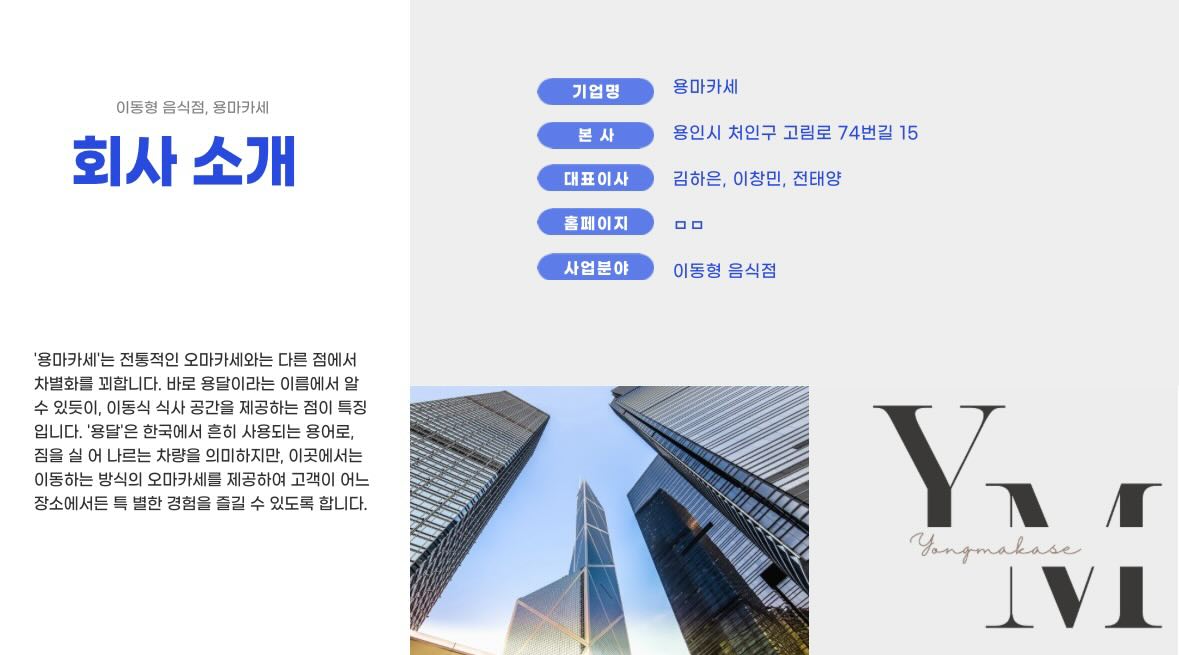 이동형 음식점, 용마카세
회사 소개
'용마카세'는 전통적인 오마카세와는 다른 점에서
차별화를 꾀합니다. 바로 용달이라는 이름에서 알
수 있듯이, 이동식 식사 공간을 제공하는 점이 특징
입니다. '용달'은 한국에서 흔히 사용되는 용어로,
짐을 실 어 나르는 차량을 의미하지만, 이곳에서는
이동하는 방식의 오마카세를 제공하여 고객이 어느
장소에서든 특 별한 경험을 즐길 수 있도록 합니다.
기업명 용마카세
본 사 용인시 처인구 고림로 74번길 15
대표이사 김하은, 이창민, 전태양
홈페이지 ㅁㅁ
사업분야 이동형 음식점
Y
Yongmakase
M